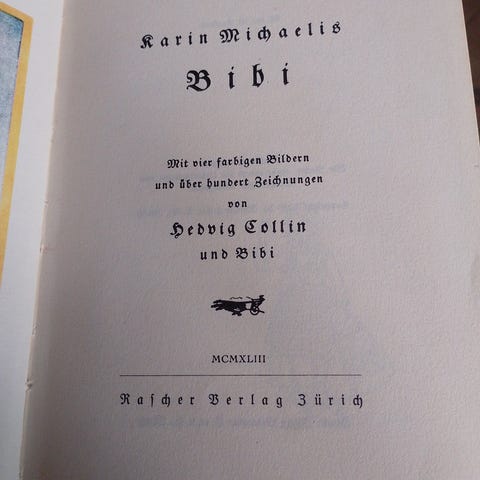 Karin Michaelis
Bibi
Mit vier farbigen Bildern
und über hundert Zeichnungen
von
Hedvig Collin
und Bibi
MCMXLIII
Rascher Verlag Zürich